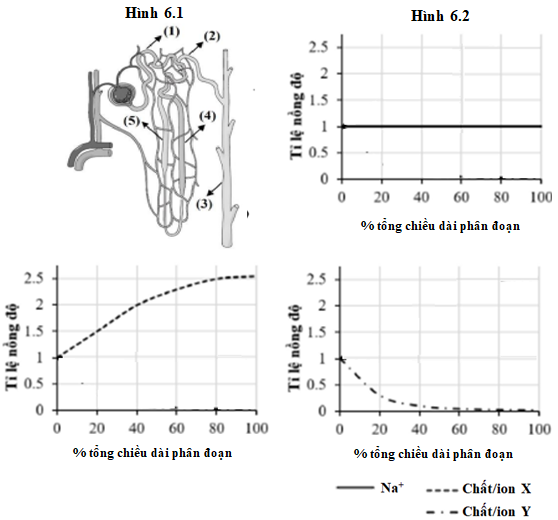 Hình 6.1
Hình 6.2
(1)
(2)
(4)
(5)
(3)
Tỉ lệ nồng độ
2.5
2
1.5
1
0.5
0
0 20 40 60 80 100
% tổng chiều dài phân đoạn
Tỉ lệ nồng độ
2.5
2
1.5
1
0.5
0
0 20 40 60 80 100
% tổng chiều dài phân đoạn
Tỉ lệ nồng độ
2.5
2
1.5
1
0.5
0
0 20 40 60 80 100
% tổng chiều dài phân đoạn
Na⁺ Chất/ion X
Chất/ion Y